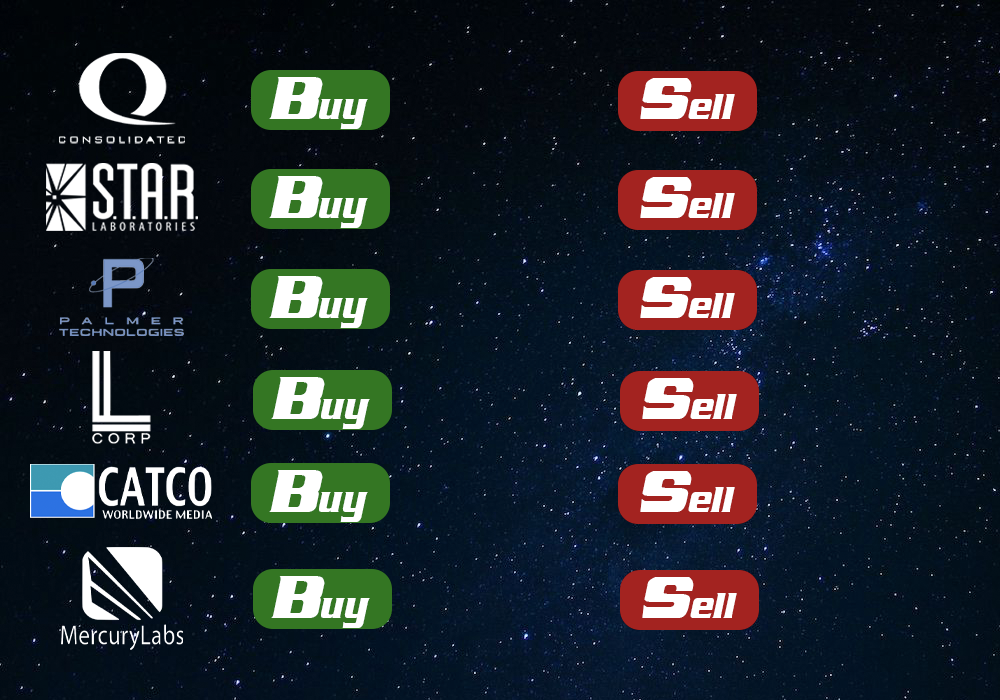 Q
CONSOLIDATED
Buy
Sell
S.T.A.R.
LABORATORIES
Buy
Sell
P
PALMER
TECHNOLOGIES
Buy
Sell
L
CORP
Buy
Sell
CATCO
WORLDWIDE MEDIA
Buy
Sell
MercuryLabs
Buy
Sell